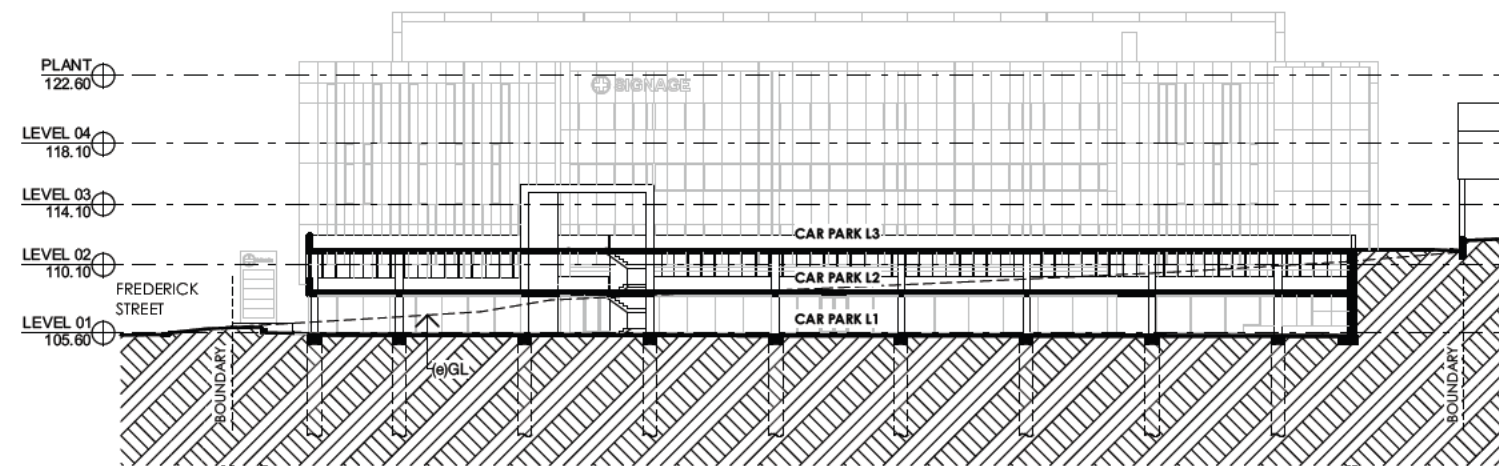 PLANT
122.60
SIGNAGE
LEVEL 04
118.10
LEVEL 03
114.10
CAR PARK L3
LEVEL 02
110.10
CAR PARK L2
FREDERICK
STREET
CAR PARK L1
LEVEL 01
105.60
(e)GL
BOUNDARY
BOUNDARY